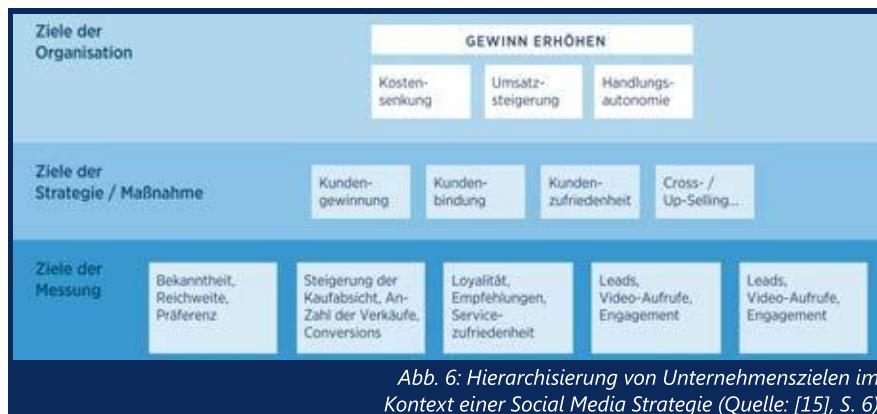 Ziele der
Organisation
GEWINN ERHÖHEN
Kosten-
senkung
Umsatz-
steigerung
Handlungs-
autonomie
Ziele der
Strategie / Maßnahme
Kunden-
gewinnung
Kunden-
bindung
Kunden-
zufriedenheit
Cross- /
Up-Selling...
Ziele der
Messung
Bekanntheit,
Reichweite,
Präferenz
Steigerung der
Kaufabsicht, An-
Zahl der Verkäufe,
Conversions
Loyalität,
Empfehlungen,
Service-
zufriedenheit
Leads,
Video-Aufrufe,
Engagement
Leads,
Video-Aufrufe,
Engagement
Abb. 6: Hierarchisierung von Unternehmenszielen im
Kontext einer Social Media Strategie (Quelle: [15], S. 6)